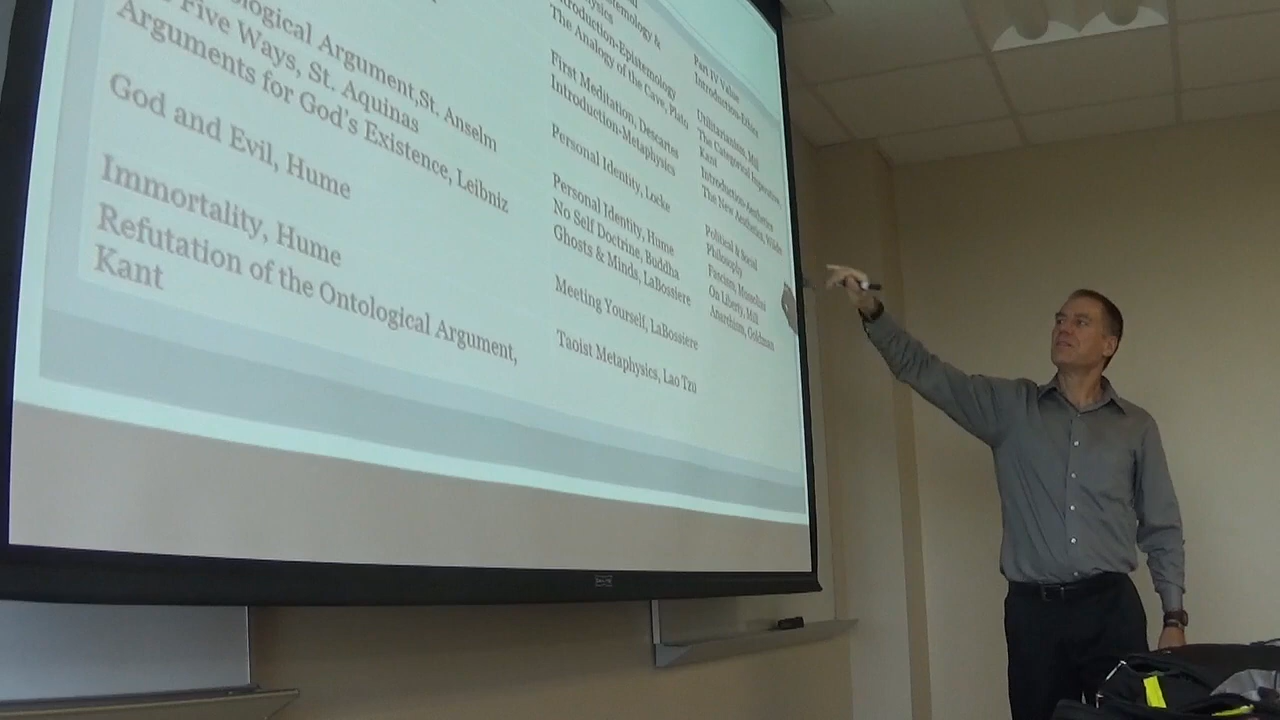 Argument,St. Anselm
Five Ways, St. Aquinas
Arguments for God's Existence, Leibniz
God and Evil, Hume
Immortality, Hume
Refutation of the Ontological Argument,
Kant
Introduction-Epistemology
The Analogy of the Cave, Plato
First Meditation, Descartes
Introduction-Metaphysics
Personal Identity, Locke
Personal Identity, Hume
No Self Doctrine, Buddha
Ghosts & Minds, LaBossiere
Meeting Yourself, LaBossiere
Taoist Metaphysics, Lao Tzu
Part IV Value
Introduction-Ethics
Utilitarianism, Mill
The Categorical Imperative,
Kant
Introduction-Aesthetics
The New Aesthetics, Wilde
Political & Social
Philosophy
Fascism, Mussolini
On Liberty, Mill
Anarchism, Goldman